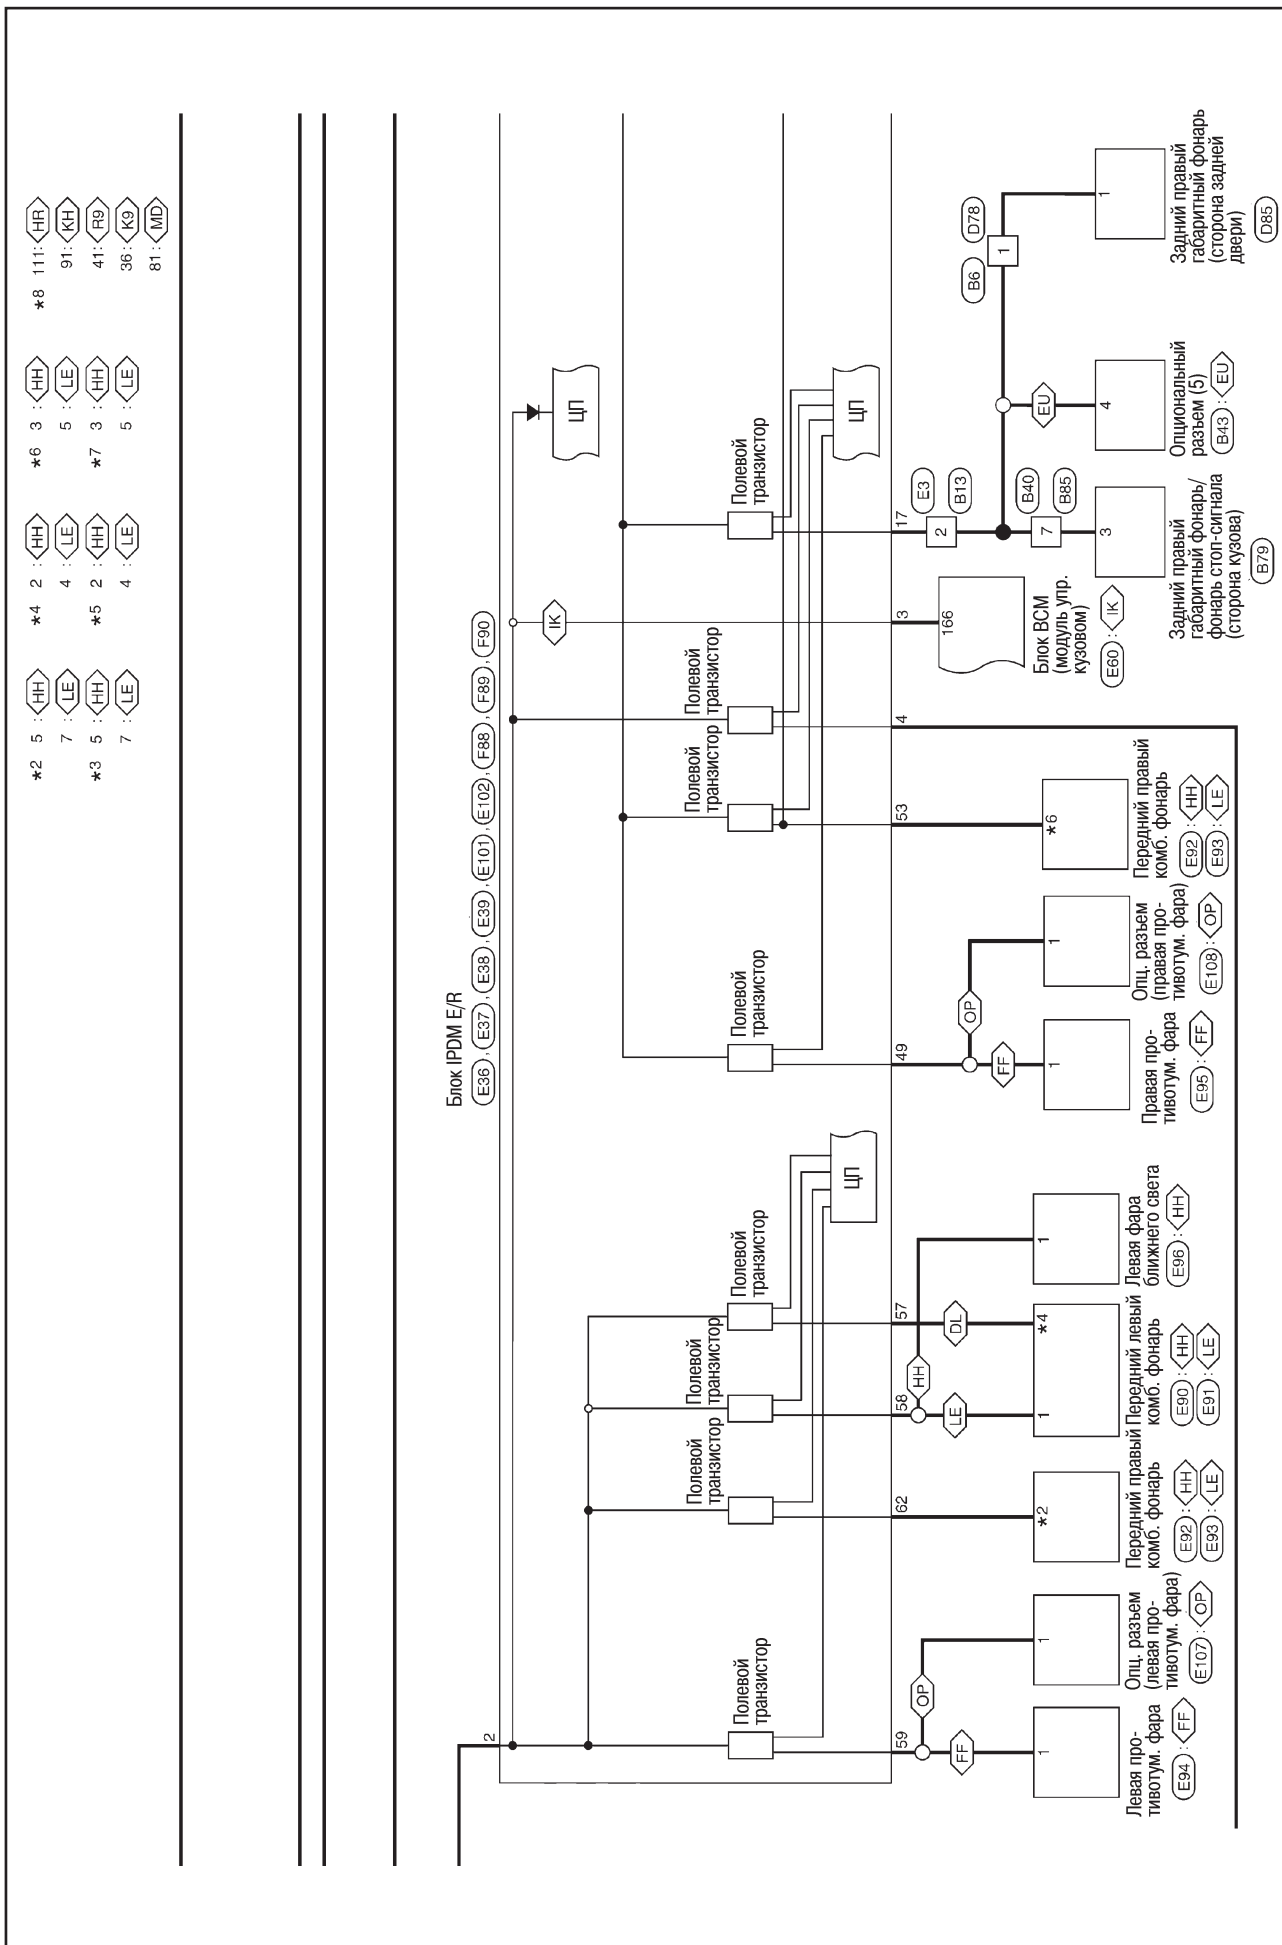 *2 5 : HH
7 : LE
*3 5 : HH
7 : LE
*4 2 : HH
4 : LE
*5 2 : HH
4 : LE
*6 3 : HH
5 : LE
*7 3 : HH
5 : LE
*8 111: HR
91: KH
41: R9
36: K9
81: MD
Блок IPDM E/R
E36 , E37 , E38 , E39 , E101 , E102 , F88 , F89 , F90
2
IK
ЦП
Полевой
транзистор
Полевой
транзистор
Полевой
транзистор
Полевой
транзистор
ЦП
Полевой
транзистор
Полевой
транзистор
Полевой
транзистор
Полевой
транзистор
ЦП
59
62
58
57
49
53
4
3
17
FF
OP
LE
HH
DL
FF
OP
2
E3
B13
7
B40
B85
1
B6
D78
EU
1
1
*2
1
*4
1
1
1
*6
166
3
4
1
Левая про-
тивотум. фара
E94 : FF
Опц. разъем
(левая про-
тивотум. фара)
E107 : OP
Передний правый
комб. фонарь
E92 : HH
E93 : LE
Передний левый
комб. фонарь
E90 : HH
E91 : LE
Левая фара
ближнего света
E96 : HH
Правая про-
тивотум. фара
E95 : FF
Опц. разъем
(правая про-
тивотум. фара)
E108 : OP
Передний правый
комб. фонарь
E92 : HH
E93 : LE
Блок BCM
(модуль упр.
кузовом)
E60 : IK
Задний правый
габаритный фонарь/
фонарь стоп-сигнала
(сторона кузова)
B79
Опциональный
разъем (5)
B43 : EU
Задний правый
габаритный фонарь
(сторона задней
двери)
D85